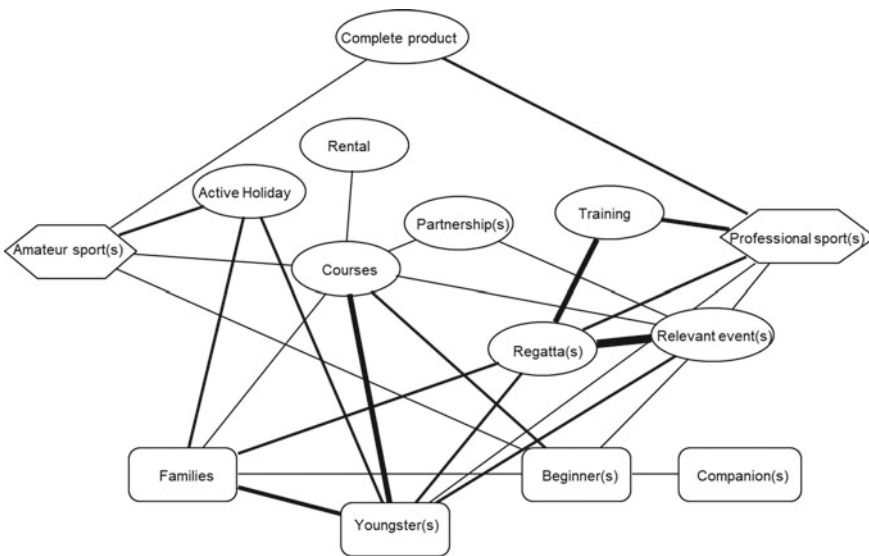 Complete product
Rental
Active Holiday
Partnership(s)
Training
Amateur sport(s)
Professional sport(s)
Courses
Regatta(s)
Relevant event(s)
Families
Beginner(s)
Companion(s)
Youngster(s)